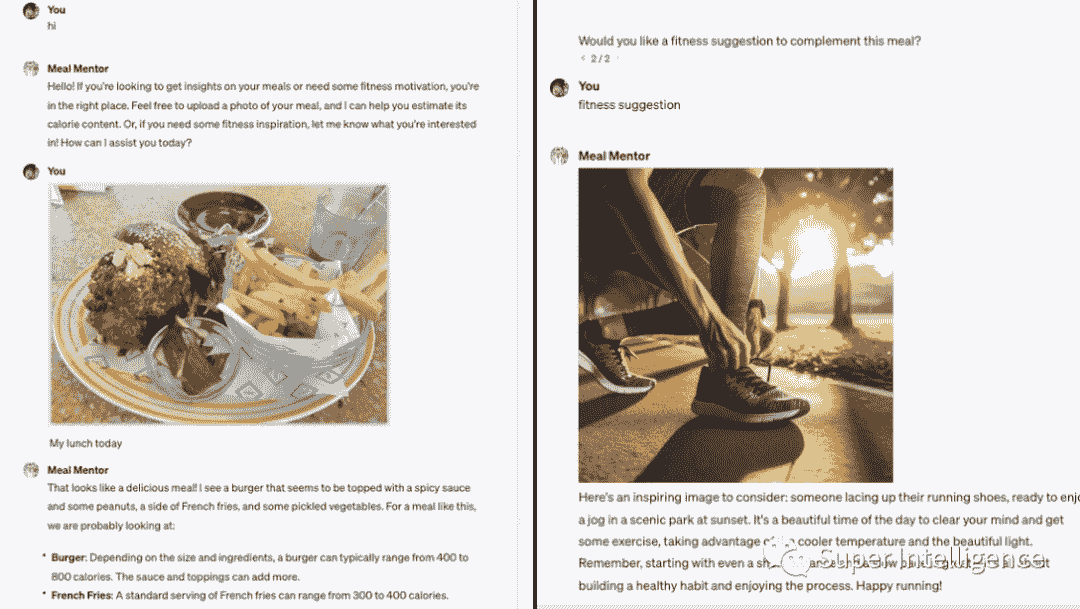 You
hi
Meal Mentor
Hello! If you're looking to get insights on your meals or need some fitness motivation, you're
in the right place. Feel free to upload a photo of your meal, and I can help you estimate its
calorie content. Or, if you need some fitness inspiration, let me know what you're interested
in! How can I assist you today?
You
My lunch today
Meal Mentor
That looks like a delicious meal! I see a burger that seems to be topped with a spicy sauce
and some peanuts, a side of French fries, and some pickled vegetables. For a meal like this,
we are probably looking at:
• Burger: Depending on the size and ingredients, a burger can typically range from 400 to
800 calories. The sauce and toppings can add more.
• French Fries: A standard serving of French fries can range from 300 to 400 calories.
Would you like a fitness suggestion to complement this meal?
2/2
You
fitness suggestion
Meal Mentor
Here's an inspiring image to consider: someone lacing up their running shoes, ready to enjo
a jog in a scenic park at sunset. It's a beautiful time of the day to clear your mind and get
some exercise, taking advantage cooler temperature and the beautiful light.
Remember, starting with even a
building a healthy habit and enjoying the process. Happy running!
SuperIntelligence